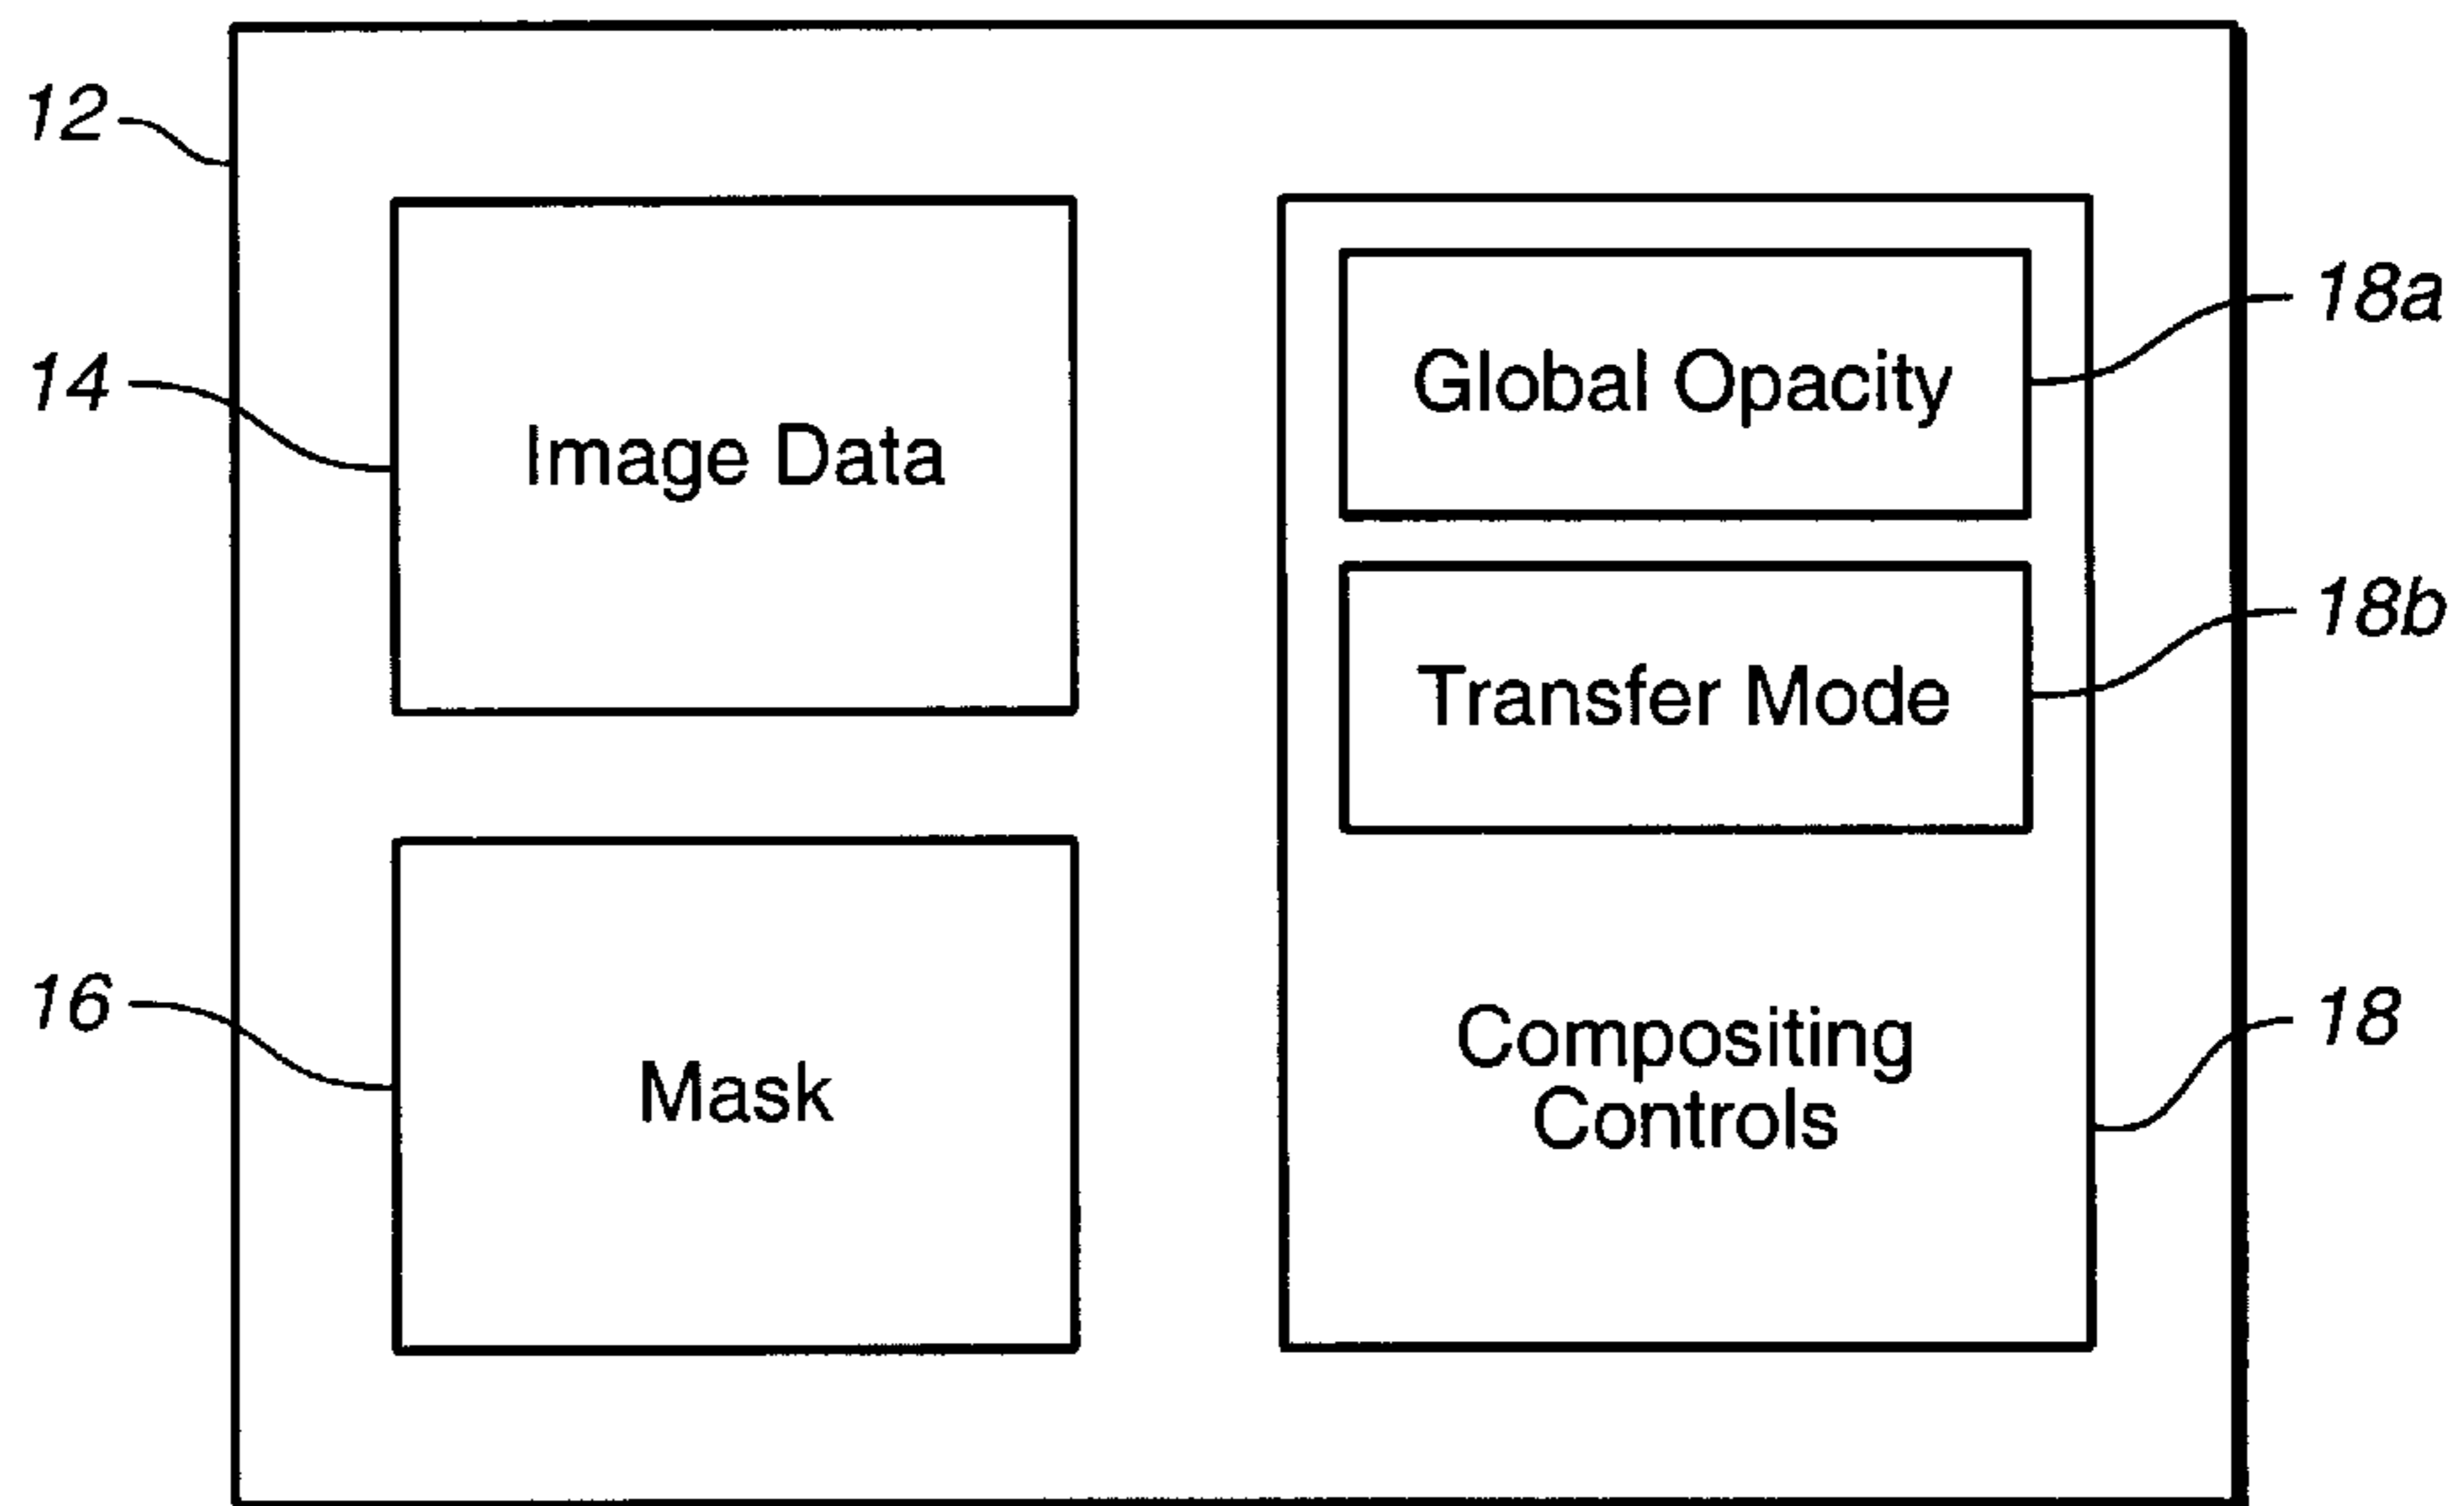 12
14
Image Data
16
Mask
Global Opacity
18a
Transfer Mode
18b
Compositing
Controls
18